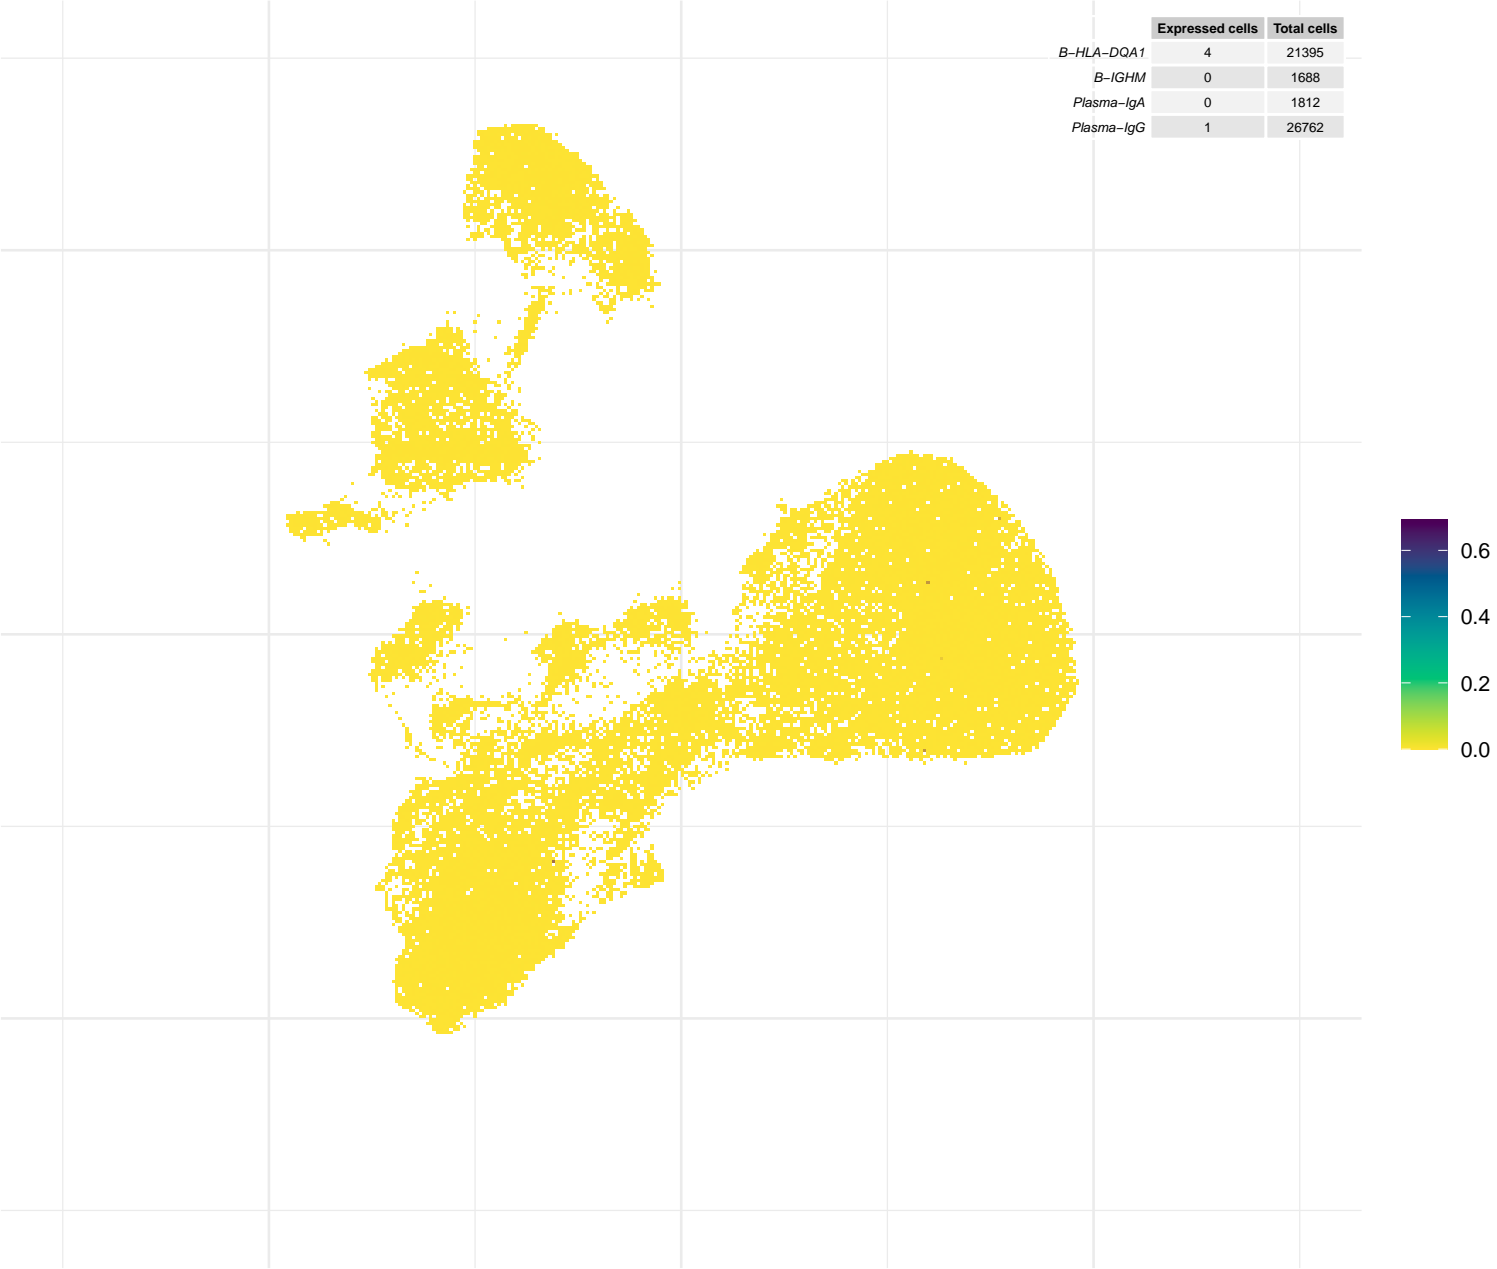 Expressed cells Total cells
B−HLA−DQA1 4 21395
B−IGHM 0 1688
Plasma−IgA 0 1812
Plasma−IgG 1 26762
0.6
0.4
0.2
0.0